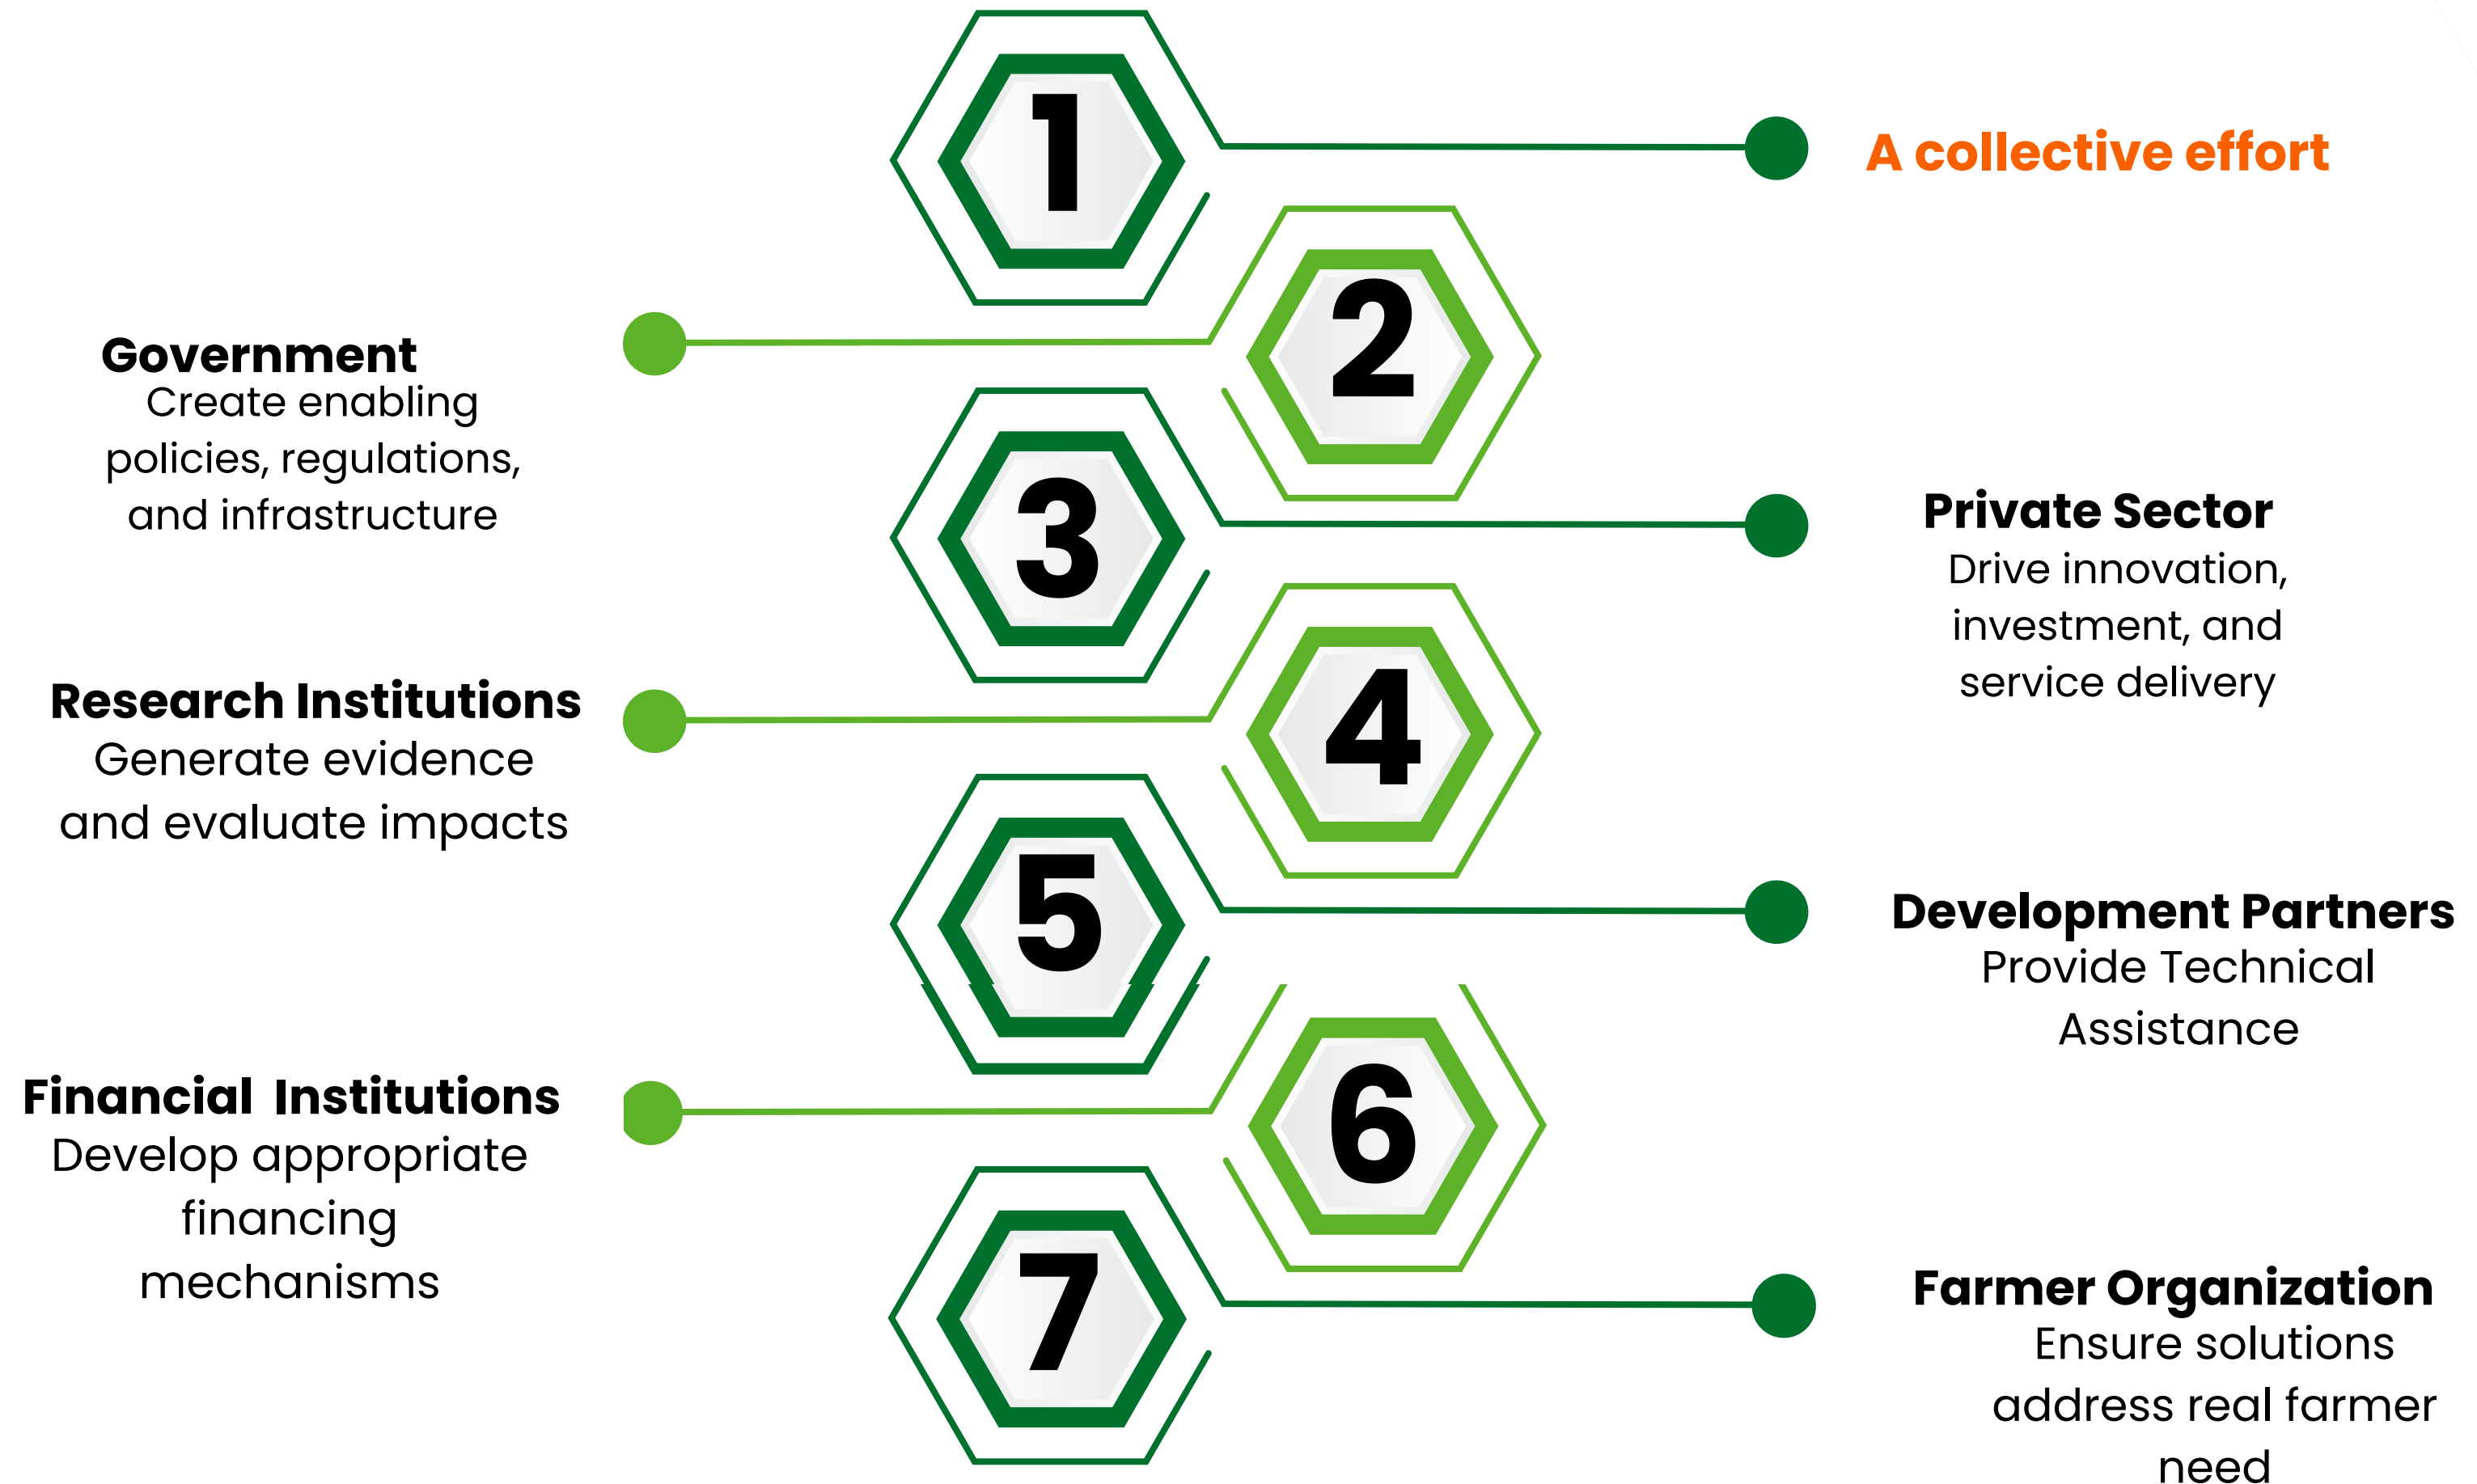 1
A collective effort
2
Government
Create enabling
policies, regulations,
and infrastructure
3
Private Sector
Drive innovation,
investment, and
service delivery
4
Research Institutions
Generate evidence
and evaluate impacts
5
Development Partners
Provide Technical
Assistance
6
Financial Institutions
Develop appropriate
financing
mechanisms
7
Farmer Organization
Ensure solutions
address real farmer
need